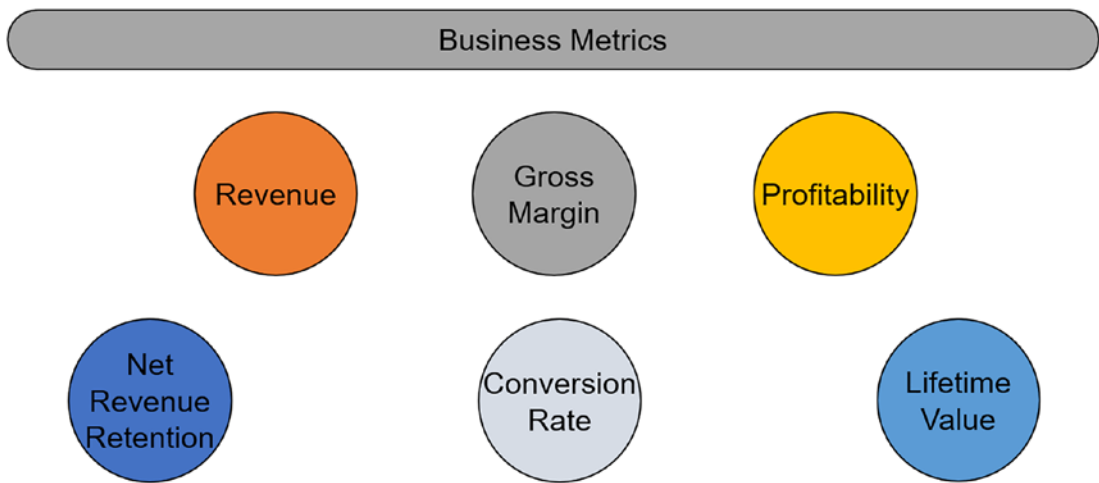 Business Metrics
Revenue
Gross
Margin
Profitability
Net
Revenue
Retention
Conversion
Rate
Lifetime
Value